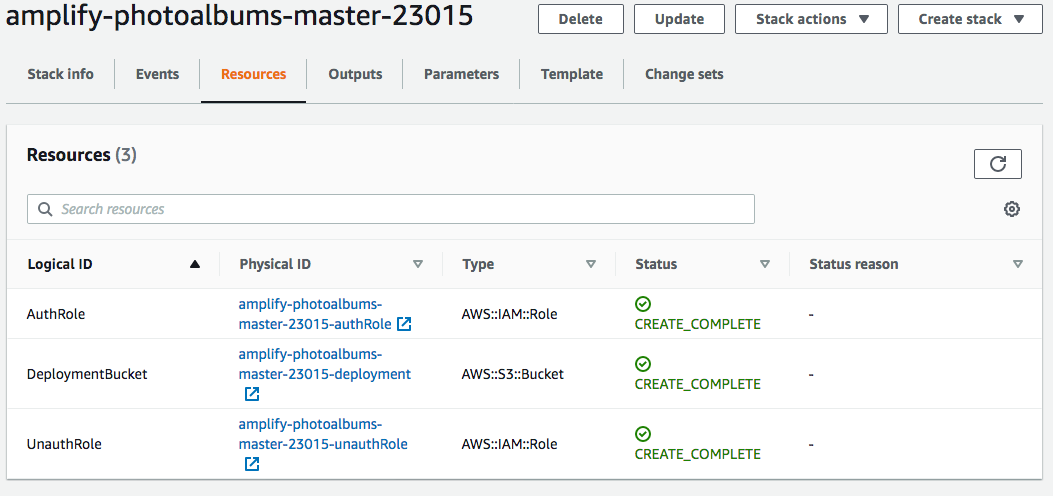 amplify-photoalbums-master-23015
Delete
Update
Stack actions
Create stack
Stack info
Events
Resources
Outputs
Parameters
Template
Change sets
Resources (3)
Search resources
Logical ID
Physical ID
Type
Status
Status reason
AuthRole
amplify-photoalbums-
master-23015-authRole
AWS::IAM::Role
CREATE_COMPLETE
-
DeploymentBucket
amplify-photoalbums-
master-23015-deployment
AWS::S3::Bucket
CREATE_COMPLETE
-
UnauthRole
amplify-photoalbums-
master-23015-unauthRole
AWS::IAM::Role
CREATE_COMPLETE
-